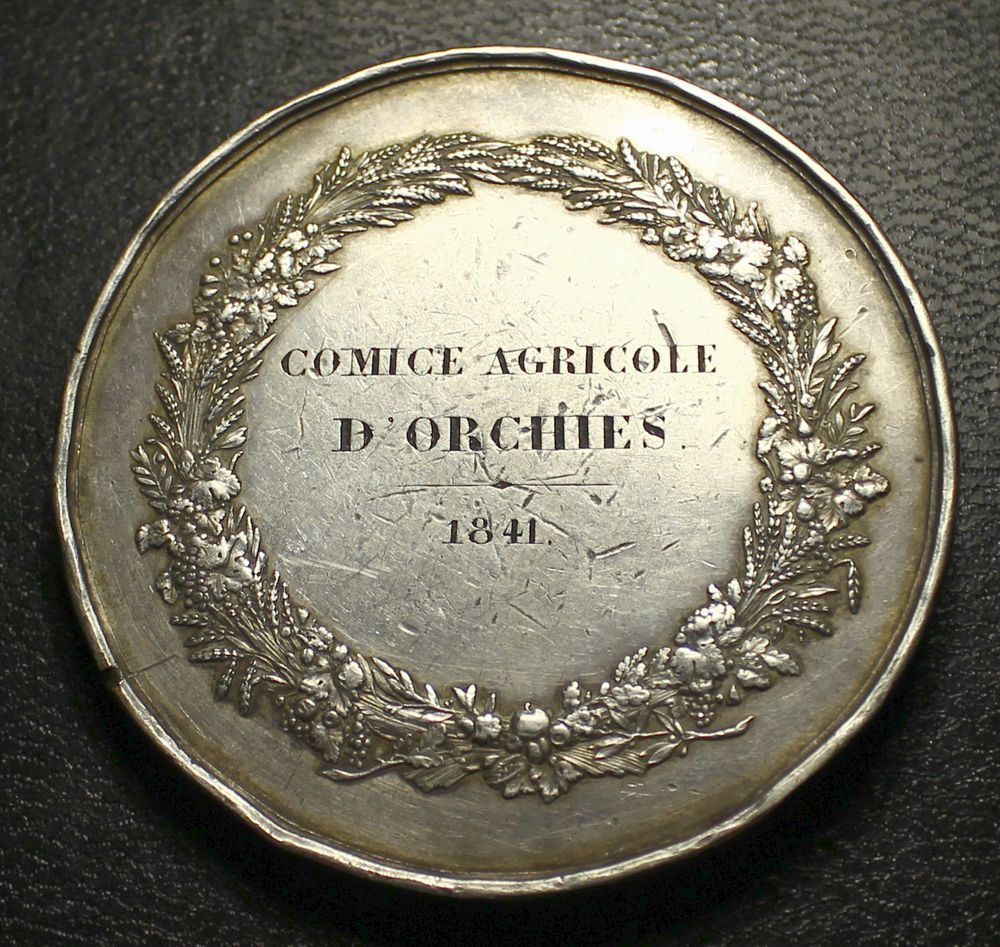 COMICE AGRICOLE
D'ORCHIES.
1841.